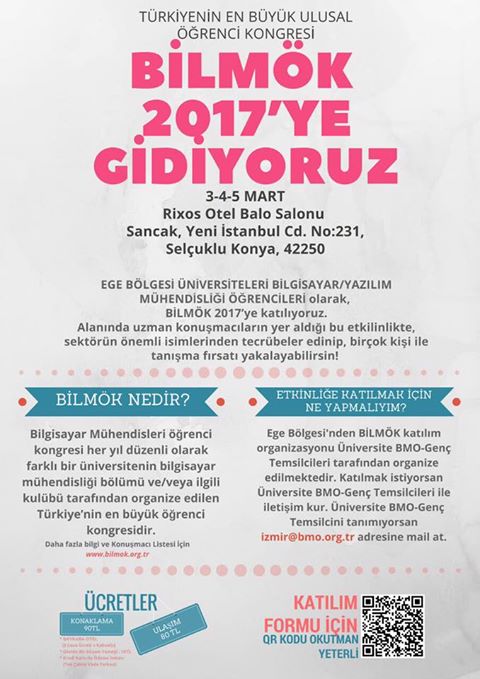 TÜRKİYENİN EN BÜYÜK ULUSAL
ÖĞRENCİ KONGRESİ
BİLMÖK
2017'YE
GİDİYORUZ
3-4-5 MART
Rixos Otel Balo Salonu
Sancak, Yeni İstanbul Cd. No:231,
Selçuklu Konya, 42250
EGE BÖLGESİ ÜNİVERSİTELERİ BİLGİSAYAR/YAZILIM
MÜHENDİSLİĞİ ÖĞRENCİLERİ olarak,
BİLMÖK 2017'ye katılıyoruz.
Alanında uzman konuşmacıların yer aldığı bu etkilinlikte,
sektörün önemli isimlerinden tecrübeler edinip, birçok kişi ile
tanışma fırsatı yakalayabilirsin!
BİLMÖK NEDİR?
Bilgisayar Mühendisleri öğrenci
kongresi her yıl düzenli olarak
farklı bir üniversitenin bilgisayar
mühendisliği bölümü ve/veya ilgili
kulübü tarafından organize edilen
Türkiye'nin en büyük öğrenci
kongresidir.
Daha fazla bilgi ve Konuşmacı Listesi İçin
www.bilmok.org.tr
ETKİNLİĞE KATILMAK İÇİN
NE YAPMALIYIM?
Ege Bölgesi'nden BİLMÖK katılım
organizasyonu Üniversite BMO-Genç
Temsilcileri tarafından organize
edilmektedir. Katılmak istiyorsan
Üniversite BMO-Genç Temsilcileri ile
iletişim kur. Üniversite BMO-Genç
Temsilcini tanımıyorsan
izmir@bmo.org.tr adresine mail at.
ÜCRETLER
KONAKLAMA
90TL
ULAŞIM
80 TL
KATILIM
FORMU İÇİN
QR KODU OKUTMAN
YETERLİ